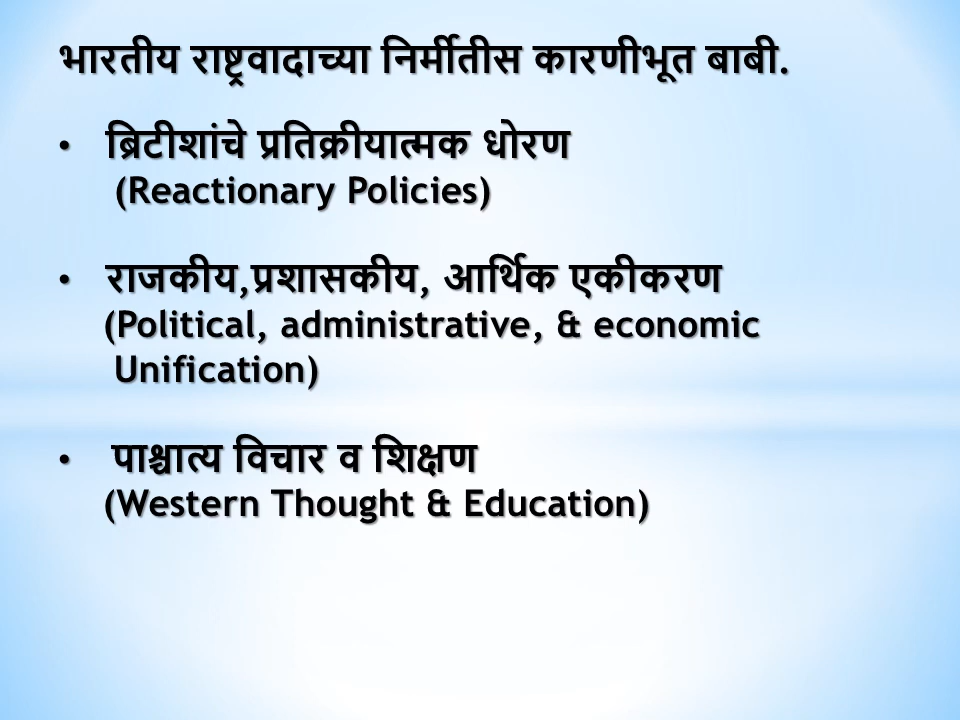 भारतीय राष्ट्रवादाच्या निर्मीतीस कारणीभूत बाबी.
• ब्रिटीशांचे प्रतिक्रीयात्मक धोरण
(Reactionary Policies)
• राजकीय,प्रशासकीय, आर्थिक एकीकरण
(Political, administrative, & economic
Unification)
• पाश्चात्य विचार व शिक्षण
(Western Thought & Education)